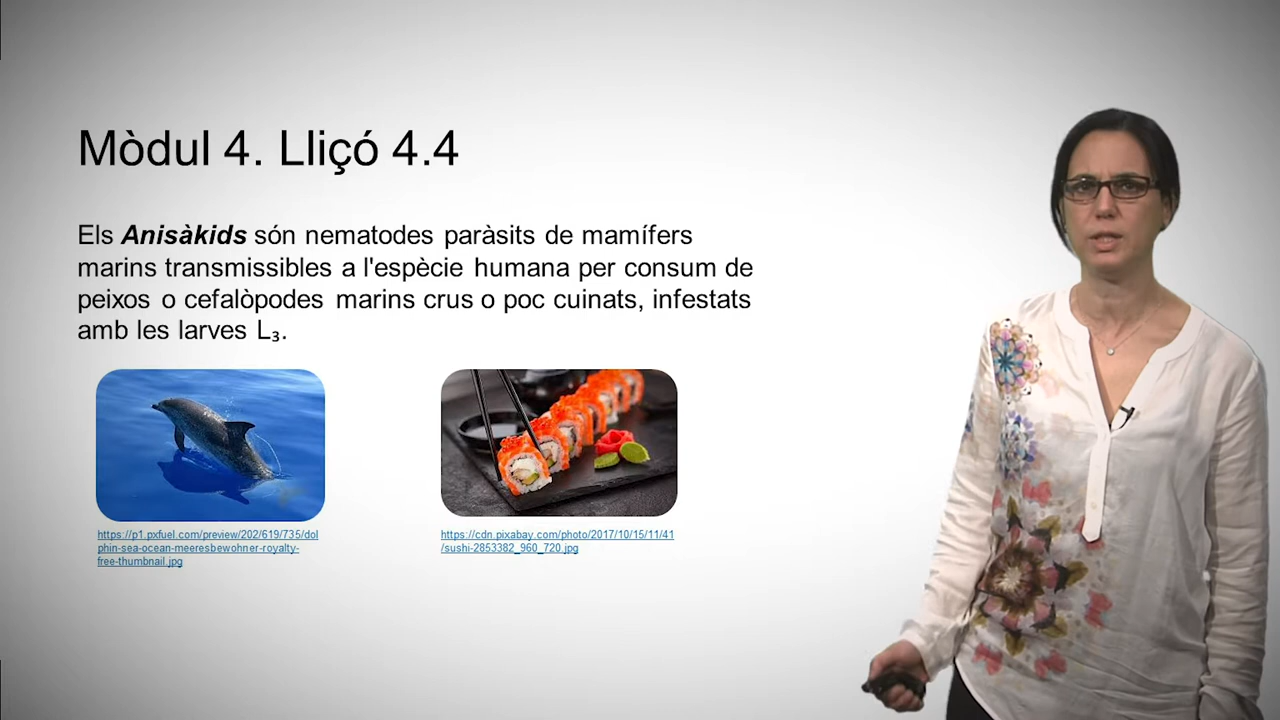 Mòdul 4. Lliçó 4.4
Els Anisàkids són nematodes paràsits de mamífers
marins transmissibles a l'espècie humana per consum de
peixos o cefalòpodes marins crus o poc cuinats, infestats
amb les larves L₃.
https://p1.pxfuel.com/preview/202/619/735/dol
phin-sea-ocean-meeresbewohner-royalty-
free-thumbnail.jpg
https://cdn.pixabay.com/photo/2017/10/15/11/41
/sushi-2853382_960_720.jpg